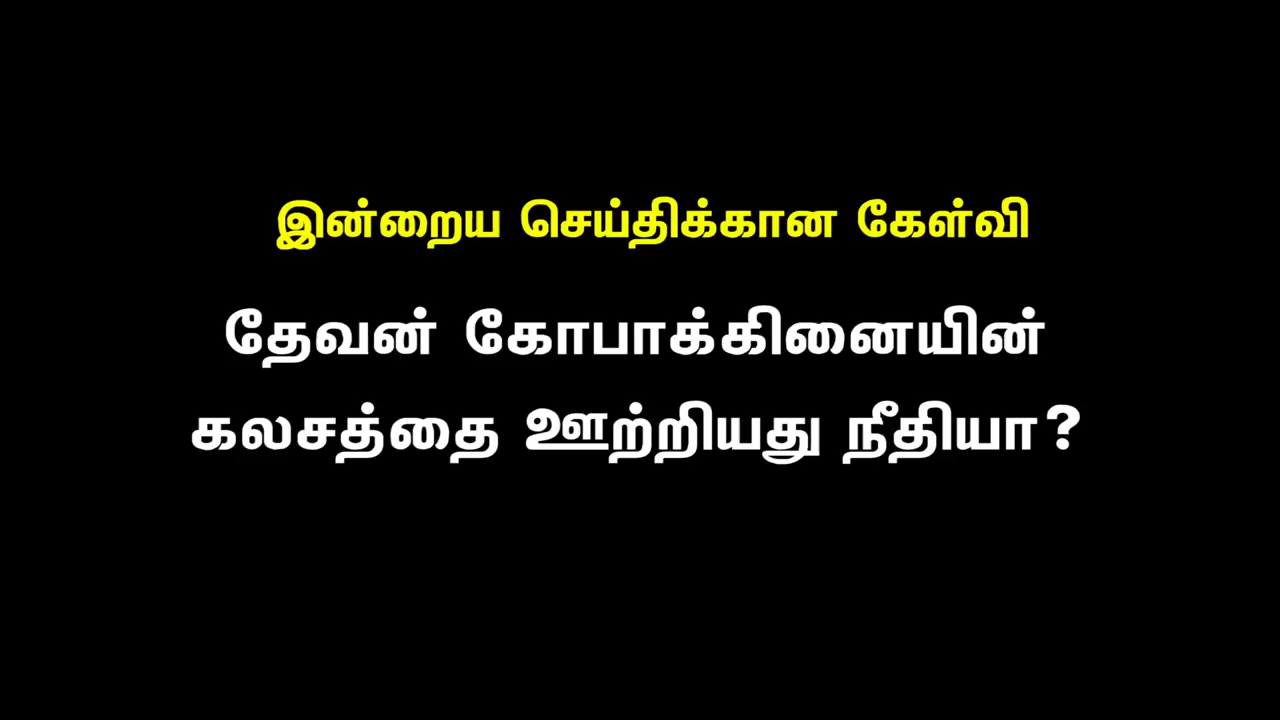 இன்றைய செய்திக்கான கேள்வி
தேவன் கோபாக்கினையின்
கலசத்தை ஊற்றியது நீதியா?